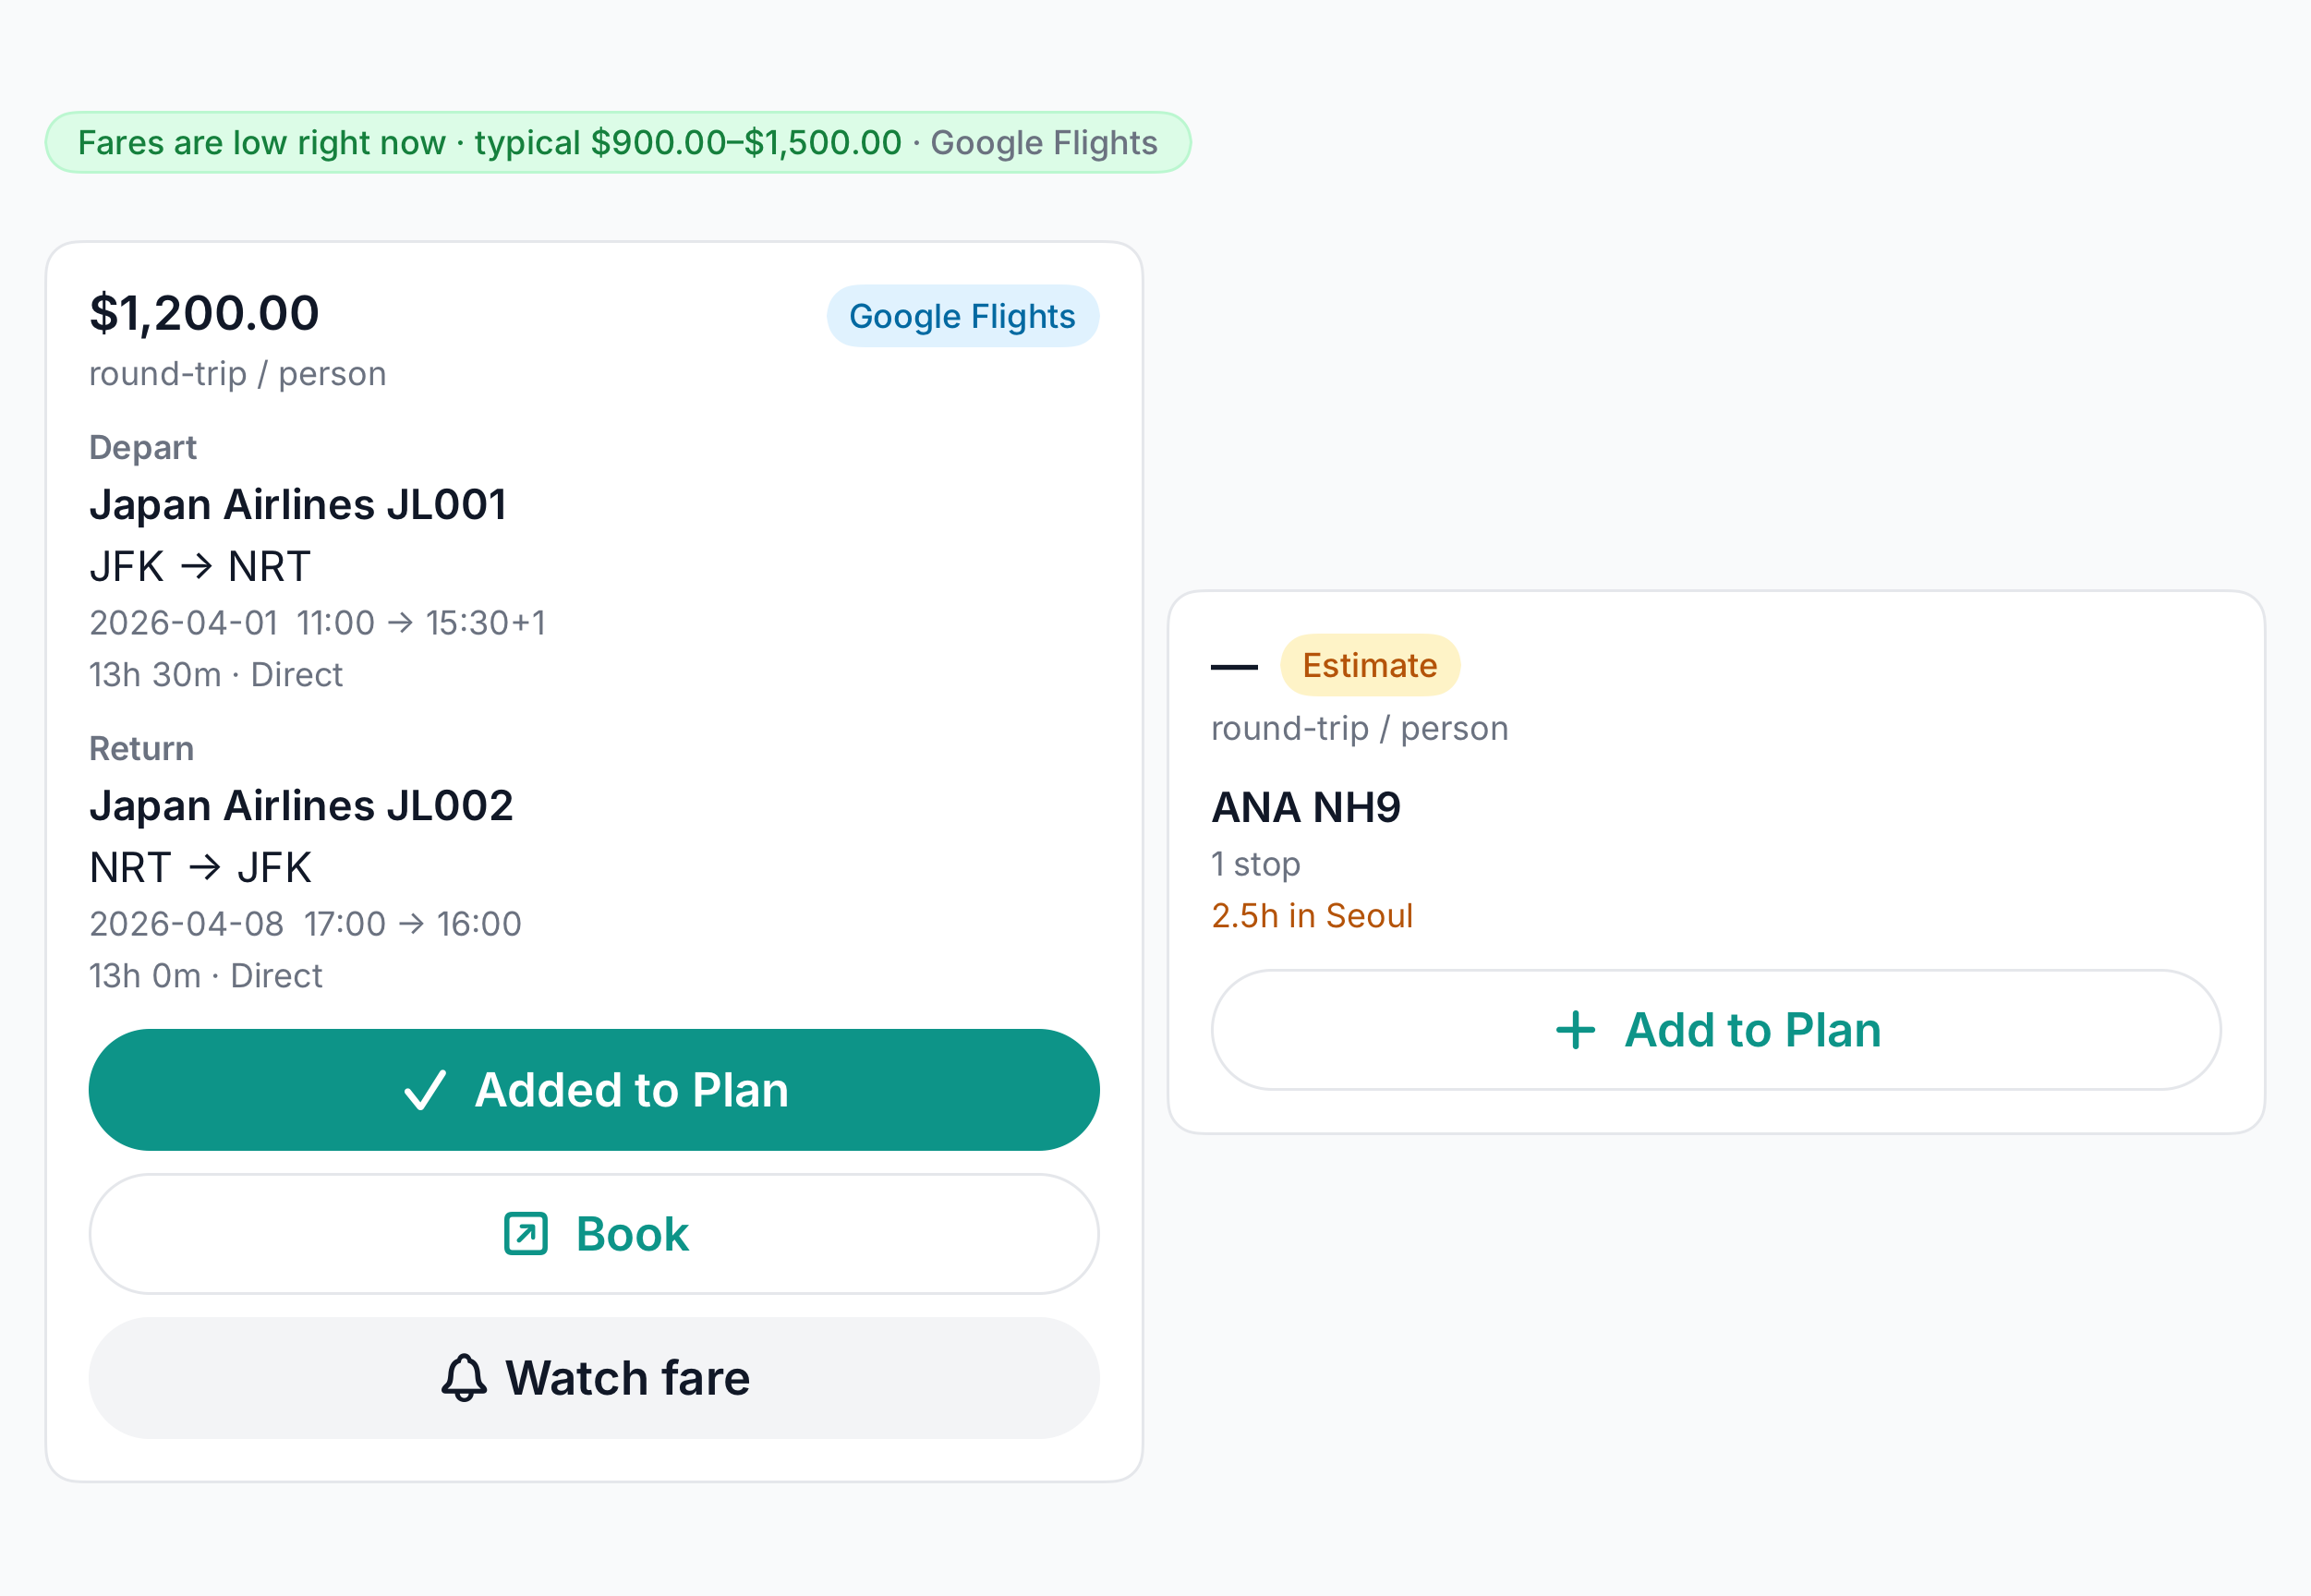 Fares are low right now · typical $900.00–$1,500.00 · Google Flights
$1,200.00
Google Flights
round-trip / person
Depart
Japan Airlines JL001
JFK → NRT
2026-04-01 11:00 → 15:30+1
13h 30m · Direct
Return
Japan Airlines JL002
NRT → JFK
2026-04-08 17:00 → 16:00
13h 0m · Direct
Added to Plan
Book
Watch fare
— Estimate
round-trip / person
ANA NH9
1 stop
2.5h in Seoul
Add to Plan